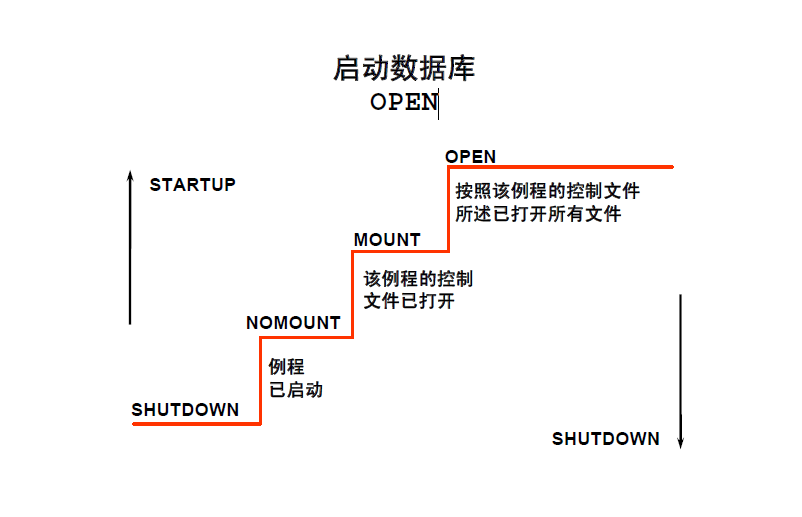 启动数据库
OPEN
OPEN
STARTUP
按照该例程的控制文件
所述已打开所有文件
MOUNT
该例程的控制
文件已打开
NOMOUNT
例程
已启动
SHUTDOWN
SHUTDOWN